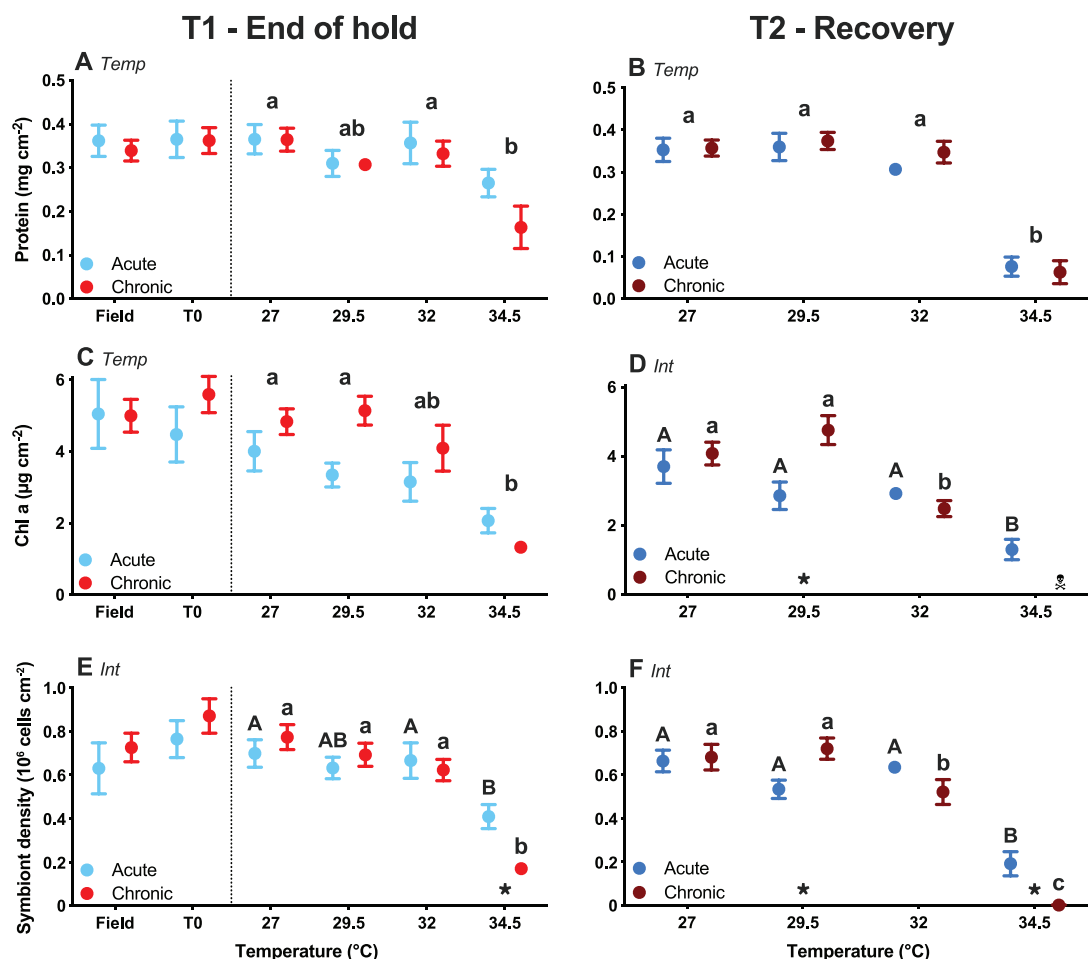 T1 - End of hold
T2 - Recovery
A Temp
Protein (mg cm-2)
0.5
0.4
0.3
0.2
0.1
0.0
a
ab
a
b
Acute
Chronic
Field T0 27 29.5 32 34.5
B Temp
0.5
0.4
0.3
0.2
0.1
0.0
a
a
a
b
Acute
Chronic
27 29.5 32 34.5
C Temp
Chl a (µg cm-2)
6
4
2
0
a
a
ab
b
Acute
Chronic
Field T0 27 29.5 32 34.5
D Int
6
4
2
0
A
a
A
a
A
b
B
Acute
Chronic
*
27 29.5 32 34.5
E Int
Symbiont density (10⁶ cells cm-2)
1.0
0.8
0.6
0.4
0.2
0
A
a
AB
a
A
a
B
b
*
Acute
Chronic
Field T0 27 29.5 32 34.5
Temperature (°C)
F Int
1.0
0.8
0.6
0.4
0.2
0
A
a
A
a
A
b
B
c
*
*
Acute
Chronic
27 29.5 32 34.5
Temperature (°C)